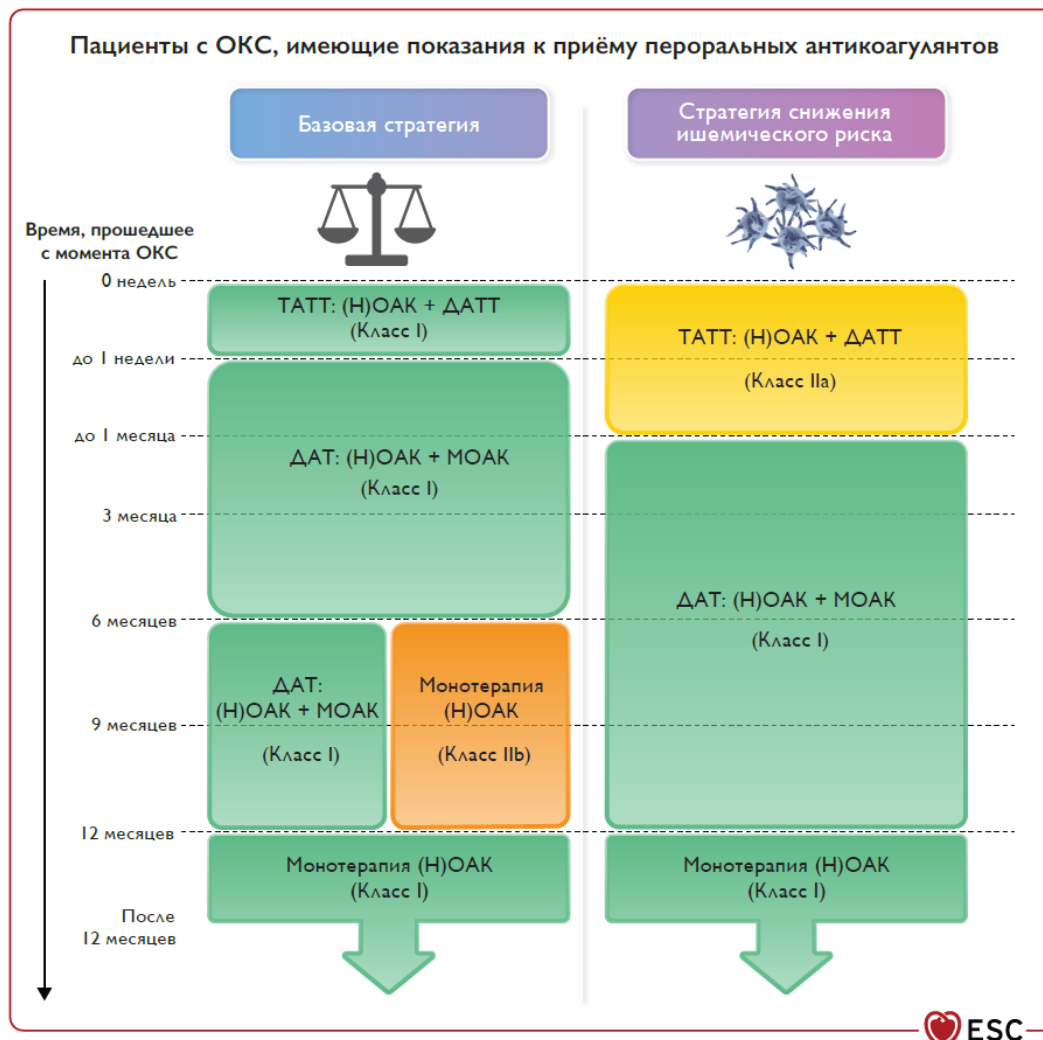 Пациенты с ОКС, имеющие показания к приёму пероральных антикоагулянтов
Базовая стратегия
Стратегия снижения
ишемического риска
Время, прошедшее
с момента ОКС
0 недель
ТАТТ: (Н)ОАК + ДАТТ
(Класс I)
ТАТТ: (Н)ОАК + ДАТТ
(Класс IIa)
до 1 недели
до 1 месяца
ДАТ: (Н)ОАК + МОАК
(Класс I)
3 месяца
ДАТ: (Н)ОАК + МОАК
(Класс I)
6 месяцев
ДАТ:
(Н)ОАК + МОАК
(Класс I)
Монотерапия
(Н)ОАК
(Класс IIb)
9 месяцев
12 месяцев
Монотерапия (Н)ОАК
(Класс I)
Монотерапия (Н)ОАК
(Класс I)
После
12 месяцев
ESC